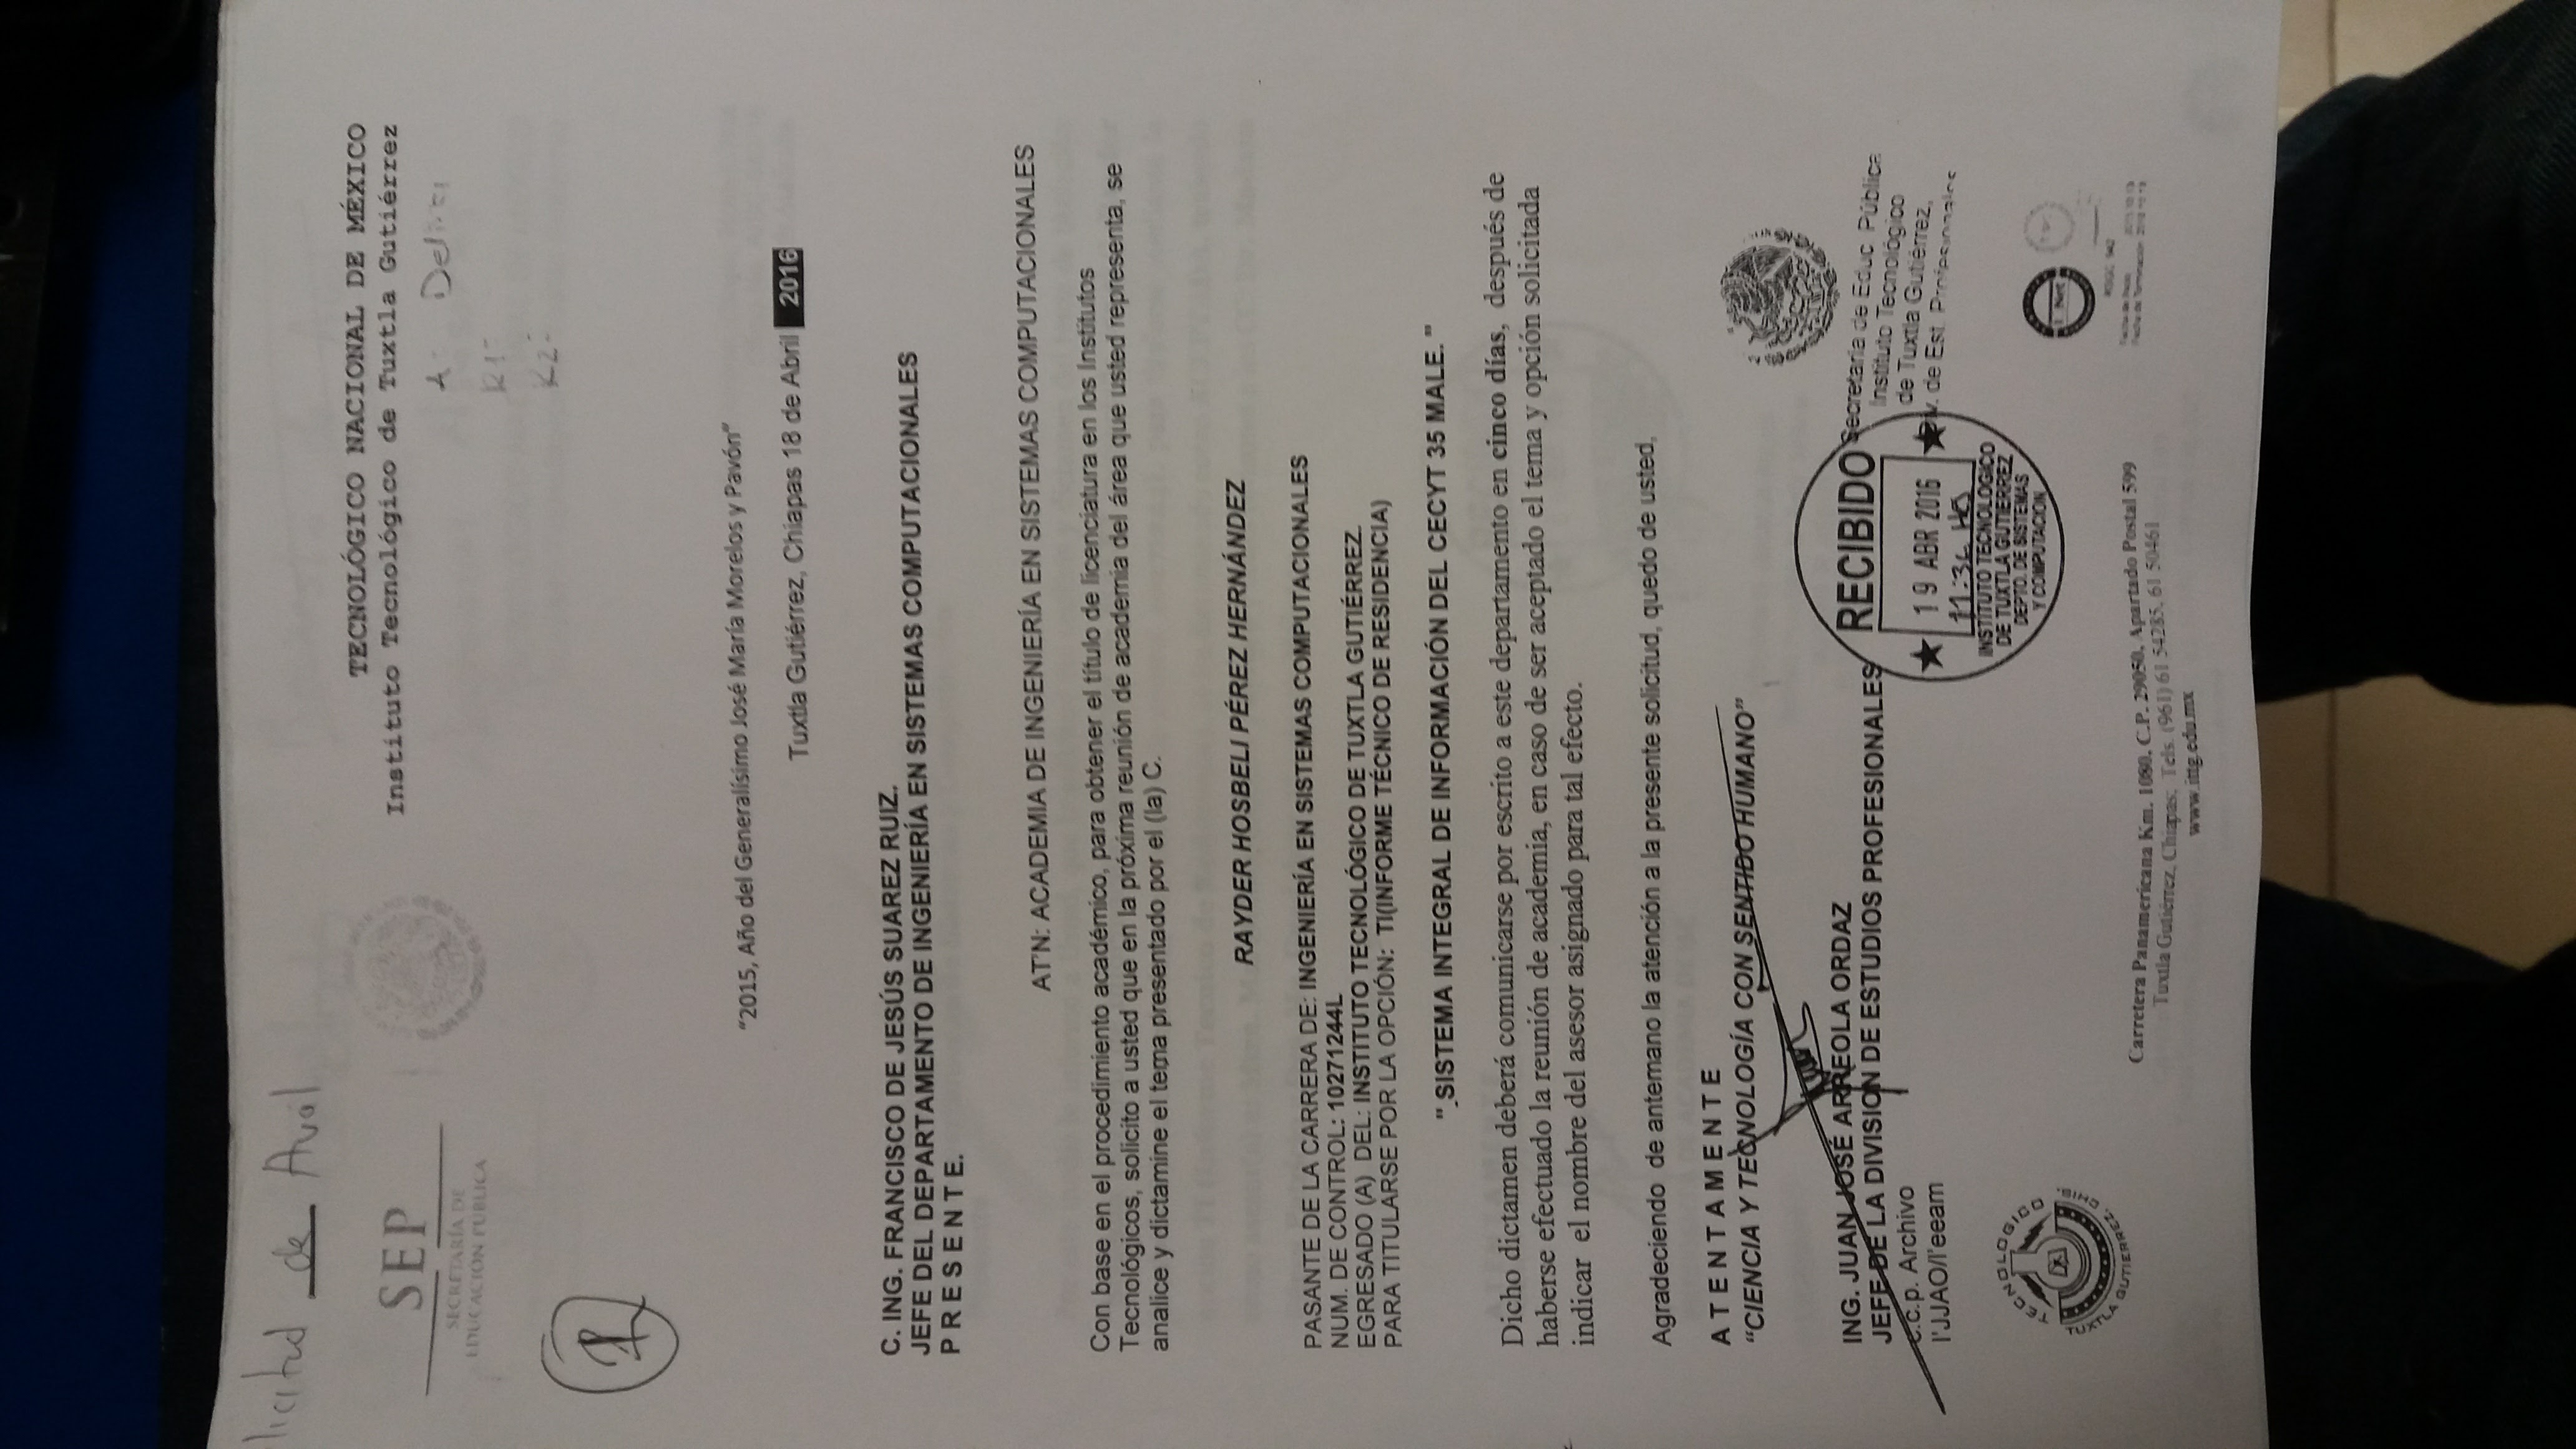 de Aval
SEP
SECRETARÍA DE
EDUCACIÓN PÚBLICA
TECNOLÓGICO NACIONAL DE MÉXICO
Instituto Tecnológico de Tuxtla Gutiérrez
A-
R1-
R2-
1
“2015, Año del Generalísimo José María Morelos y Pavón”
Tuxtla Gutiérrez, Chiapas 18 de Abril 2016
C. ING. FRANCISCO DE JESÚS SUAREZ RUIZ.
JEFE DEL DEPARTAMENTO DE INGENIERÍA EN SISTEMAS COMPUTACIONALES
P R E S E N T E.
AT'N: ACADEMIA DE INGENIERÍA EN SISTEMAS COMPUTACIONALES
Con base en el procedimiento académico, para obtener el título de licenciatura en los Institutos
Tecnológicos, solicito a usted que en la próxima reunión de academia del área que usted representa, se
analice y dictamine el tema presentado por el (la) C.
RAYDER HOSBELI PÉREZ HERNÁNDEZ
PASANTE DE LA CARRERA DE: INGENIERÍA EN SISTEMAS COMPUTACIONALES
NUM. DE CONTROL: 10271244L
EGRESADO (A) DEL: INSTITUTO TECNOLÓGICO DE TUXTLA GUTIÉRREZ.
PARA TITULARSE POR LA OPCIÓN: TI(INFORME TÉCNICO DE RESIDENCIA)
" SISTEMA INTEGRAL DE INFORMACIÓN DEL CECYT 35 MALE. "
Dicho dictamen deberá comunicarse por escrito a este departamento en cinco días, después de
haberse efectuado la reunión de academia, en caso de ser aceptado el tema y opción solicitada
indicar el nombre del asesor asignado para tal efecto.
Agradeciendo de antemano la atención a la presente solicitud, quedo de usted,
A T E N T A M E N T E
“CIENCIA Y TECNOLOGÍA CON SENTIDO HUMANO”
ING. JUAN JOSÉ ARREOLA ORDAZ
JEFE DE LA DIVISION DE ESTUDIOS PROFESIONALES
c.c.p. Archivo
I'JJAO/I'eeam
RECIBIDO
19 ABR 2016
INSTITUTO TECNOLOGICO
DE TUXTLA GUTIERREZ
DEPTO. DE SISTEMAS
Y COMPUTACION
Secretaria de Educ. Pública
Instituto Tecnológico
de Tuxtla Gutiérrez,
Div. de Est. Profesionales
TECNOLOGICO
TUXTLA GUTIERREZ, CHIS.
Carretera Panamericana Km. 1080, C.P. 29050, Apartado Postal 599
Tuxtla Gutiérrez, Chiapas; Tels. (961) 61 54285, 61 50461
www.ittg.edu.mx